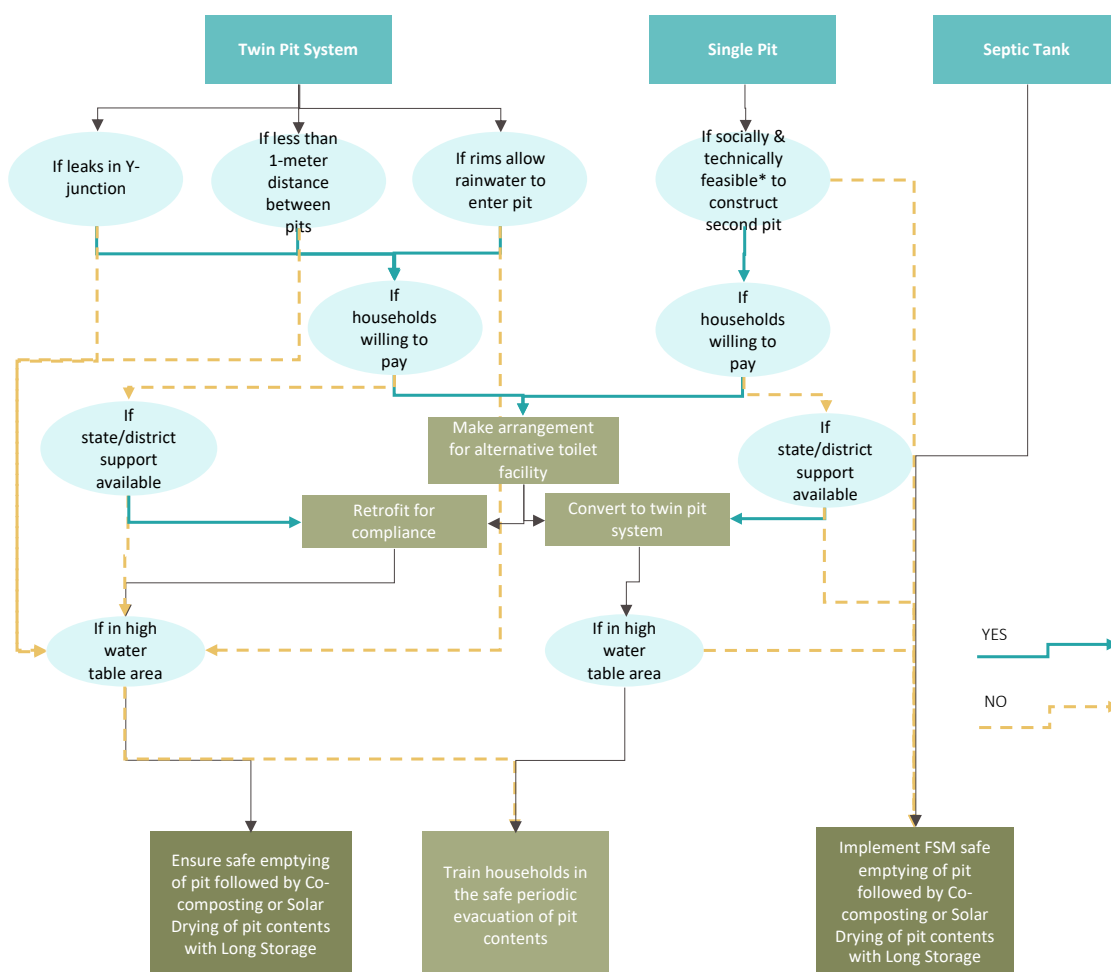 Twin Pit System
Single Pit
Septic Tank
If leaks in Y-
junction
If less than
1-meter
distance
between
pits
If rims allow
rainwater to
enter pit
If socially &
technically
feasible* to
construct
second pit
If
households
willing to
pay
If
households
willing to
pay
If
state/district
support
available
Make arrangement
for alternative toilet
facility
If
state/district
support
available
Retrofit for
compliance
Convert to twin pit
system
If in high
water
table area
If in high
water
table area
YES
NO
Ensure safe emptying
of pit followed by Co-
composting or Solar
Drying of pit contents
with Long Storage
Train households in
the safe periodic
evacuation of pit
contents
Implement FSM safe
emptying of pit
followed by Co-
composting or Solar
Drying of pit contents
with Long Storage